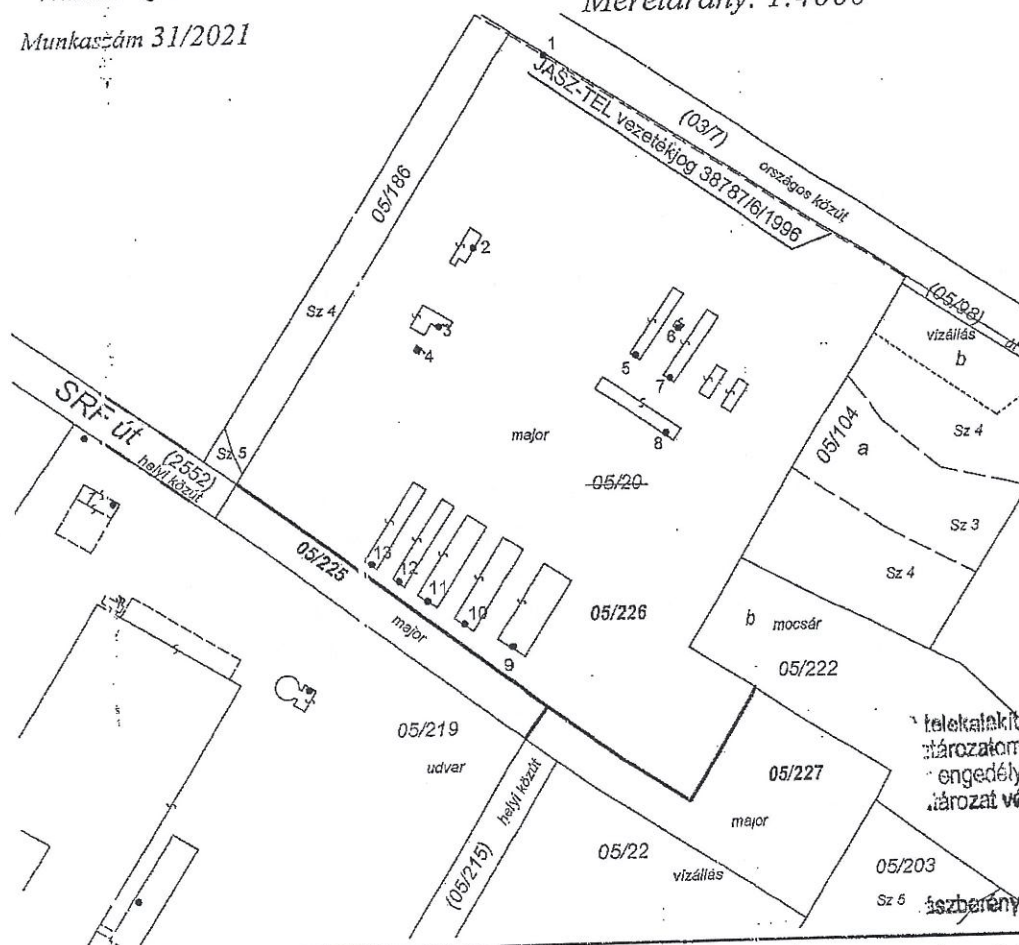 Méretarány: 1:4000
Munkaszám 31/2021
1
JÁSZ-TEL vezetékjog 38787/6/1996
(03/7)
országos közút
05/186
2
Sz 4
3
4
6
5
7
8
(05/98)
út
vízállás
b
Sz 4
05/104
a
Sz 3
Sz 4
major
05/20
SRF út
(2552)
helyi közút
Sz 5
05/225
major
13
12
11
10
9
05/226
b mocsár
05/222
05/219
udvar
05/227
major
helyi közút
(05/215)
05/22
vízállás
05/203
Sz 5
engedély